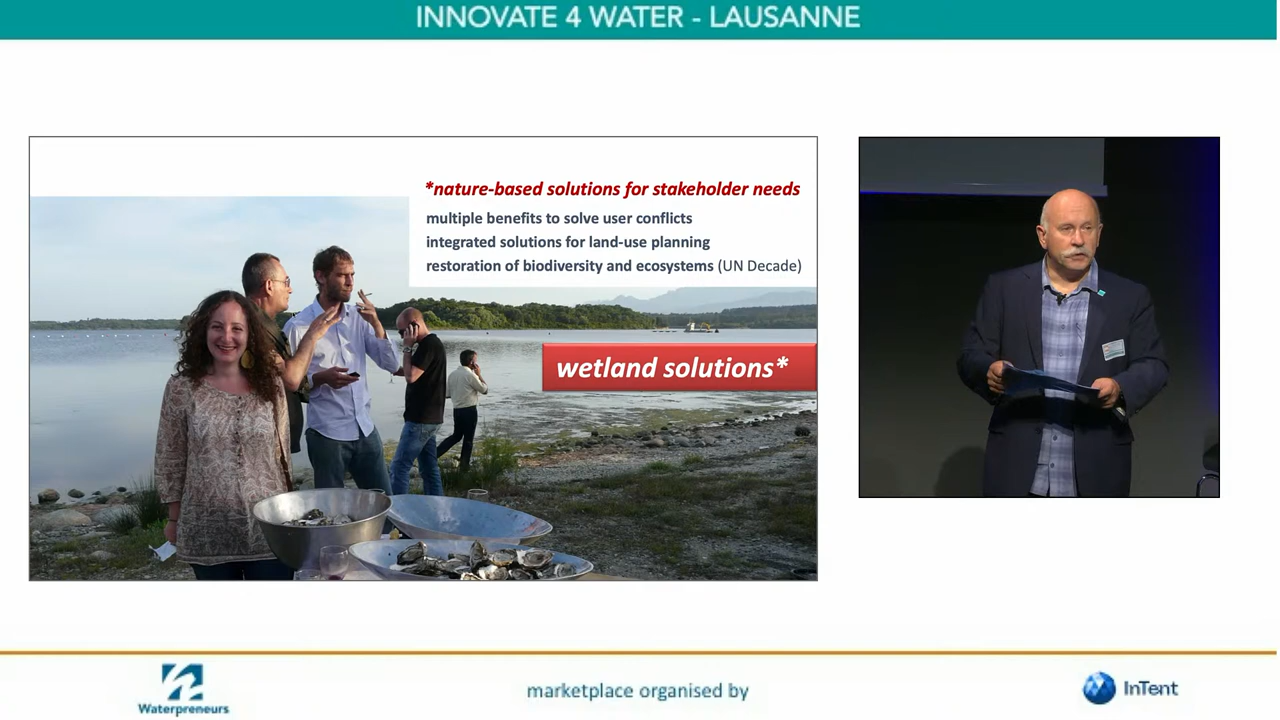 INNOVATE 4 WATER - LAUSANNE
*nature-based solutions for stakeholder needs
multiple benefits to solve user conflicts
integrated solutions for land-use planning
restoration of biodiversity and ecosystems (UN Decade)
wetland solutions*
Waterpreneurs
marketplace organised by
InTent